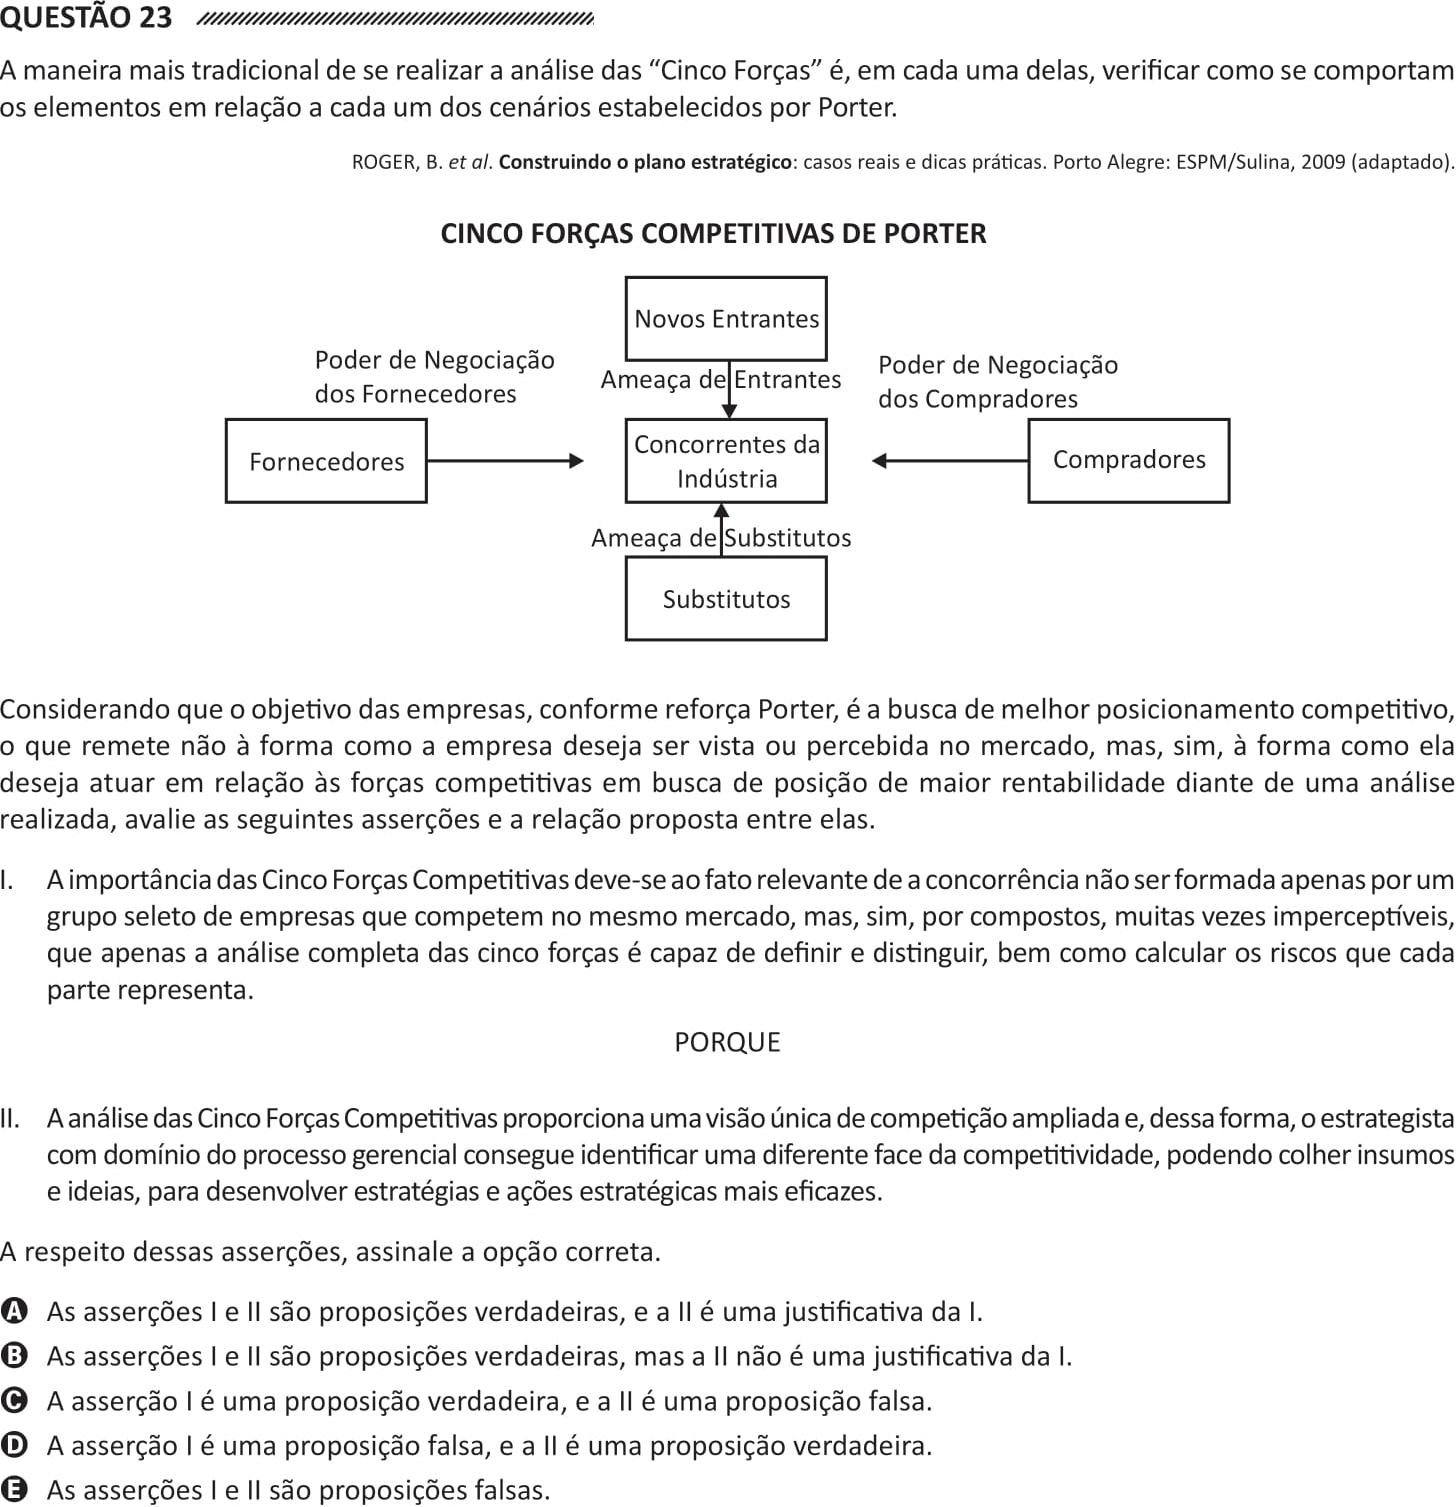 QUESTÃO 23
A maneira mais tradicional de se realizar a análise das “Cinco Forças” é, em cada uma delas, verificar como se comportam
os elementos em relação a cada um dos cenários estabelecidos por Porter.
ROGER, B. et al. Construindo o plano estratégico: casos reais e dicas práticas. Porto Alegre: ESPM/Sulina, 2009 (adaptado).
CINCO FORÇAS COMPETITIVAS DE PORTER
Novos Entrantes
Poder de Negociação
dos Fornecedores
Ameaça de Entrantes
Poder de Negociação
dos Compradores
Fornecedores
Concorrentes da
Indústria
Compradores
Ameaça de Substitutos
Substitutos
Considerando que o objetivo das empresas, conforme reforça Porter, é a busca de melhor posicionamento competitivo,
o que remete não à forma como a empresa deseja ser vista ou percebida no mercado, mas, sim, à forma como ela
deseja atuar em relação às forças competitivas em busca de posição de maior rentabilidade diante de uma análise
realizada, avalie as seguintes asserções e a relação proposta entre elas.
I. A importância das Cinco Forças Competitivas deve-se ao fato relevante de a concorrência não ser formada apenas por um
grupo seleto de empresas que competem no mesmo mercado, mas, sim, por compostos, muitas vezes imperceptíveis,
que apenas a análise completa das cinco forças é capaz de definir e distinguir, bem como calcular os riscos que cada
parte representa.
PORQUE
II. A análise das Cinco Forças Competitivas proporciona uma visão única de competição ampliada e, dessa forma, o estrategista
com domínio do processo gerencial consegue identificar uma diferente face da competitividade, podendo colher insumos
e ideias, para desenvolver estratégias e ações estratégicas mais eficazes.
A respeito dessas asserções, assinale a opção correta.
A As asserções I e II são proposições verdadeiras, e a II é uma justificativa da I.
B As asserções I e II são proposições verdadeiras, mas a II não é uma justificativa da I.
C A asserção I é uma proposição verdadeira, e a II é uma proposição falsa.
D A asserção I é uma proposição falsa, e a II é uma proposição verdadeira.
E As asserções I e II são proposições falsas.